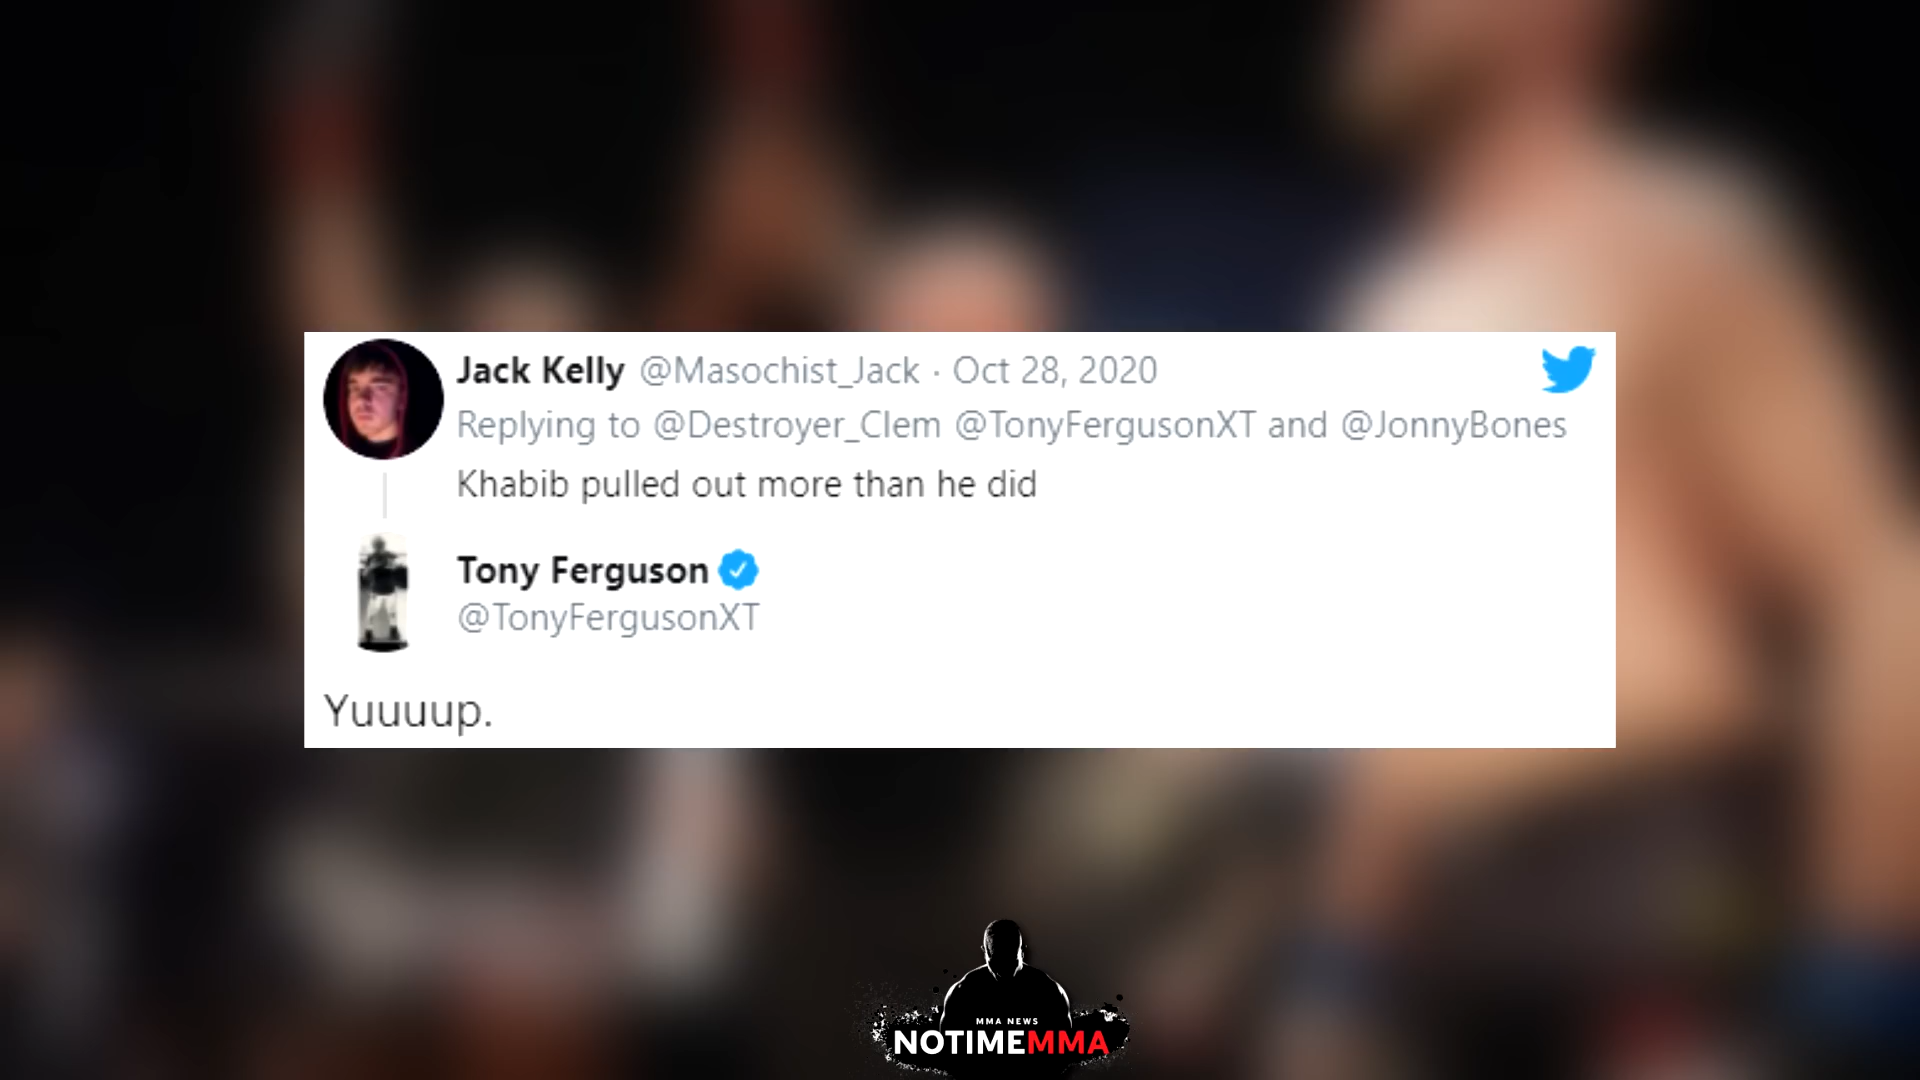 Jack Kelly @Masochist_Jack · Oct 28, 2020
Replying to @Destroyer_Clem @TonyFergusonXT and @JonnyBones
Khabib pulled out more than he did
Tony Ferguson
@TonyFergusonXT
Yuuuup.
MMA NEWS
NOTIMEMMA